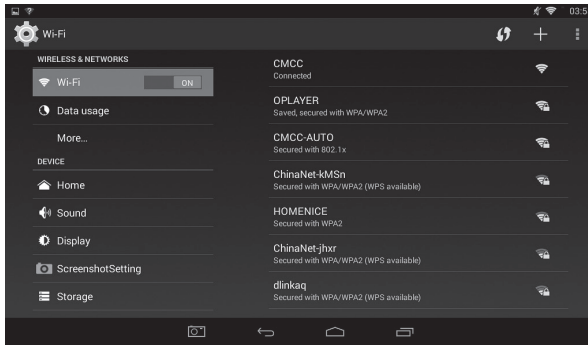 03:5
Wi-Fi
WIRELESS & NETWORKS
Wi-Fi
ON
Data usage
More...
DEVICE
Home
Sound
Display
ScreenshotSetting
Storage
CMCC
Connected
OPLAYER
Saved, secured with WPA/WPA2
CMCC-AUTO
Secured with 802.1x
ChinaNet-kMSn
Secured with WPA/WPA2 (WPS available)
HOMENICE
Secured with WPA2
ChinaNet-jhxr
Secured with WPA/WPA2 (WPS available)
dlinkaq
Secured with WPA/WPA2 (WPS available)